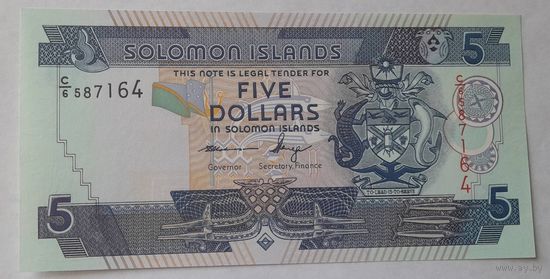 SOLOMON ISLANDS
5
THIS NOTE IS LEGAL TENDER FOR
C/6 587164
FIVE
DOLLARS
IN SOLOMON ISLANDS
C/6 587164
Governor Secretary, Finance
TO LEAD IS TO SERVE
5
5
www.ay.by